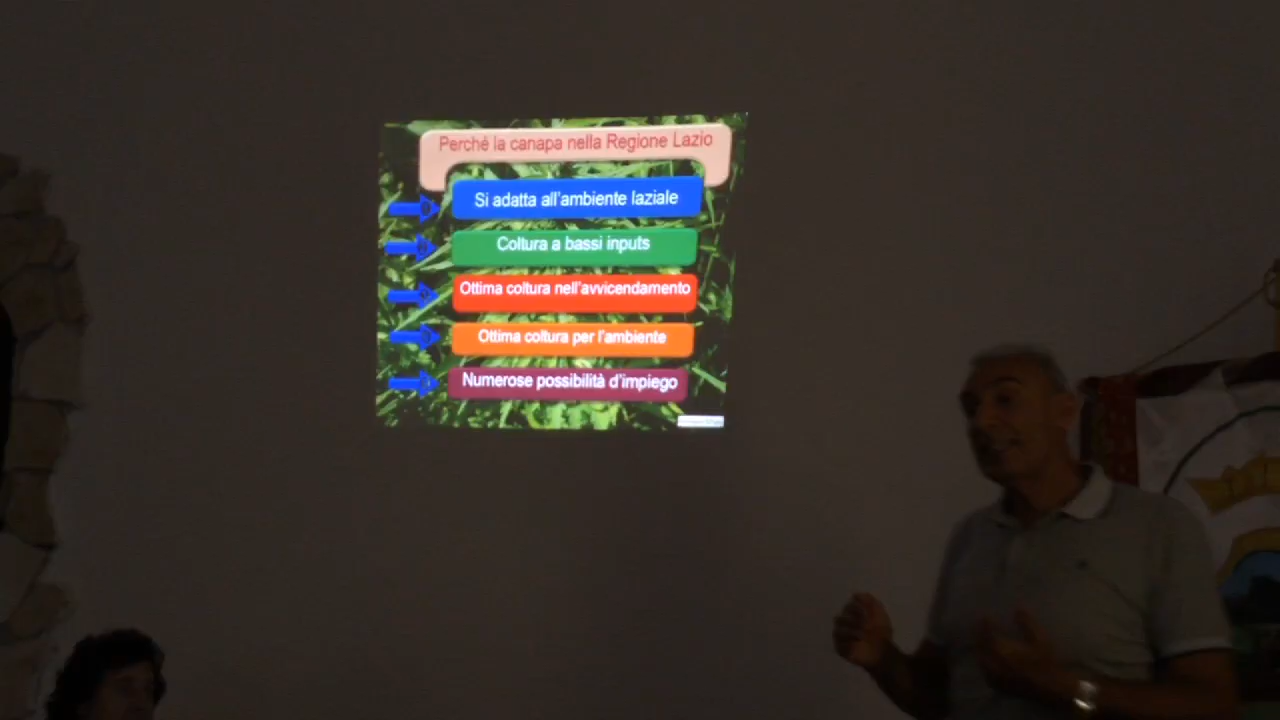 Perché la canapa nella Regione Lazio
Si adatta all'ambiente laziale
Coltura a bassi inputs
Ottima coltura nell'avvicendamento
Ottima coltura per l'ambiente
Numerose possibilità d'impiego